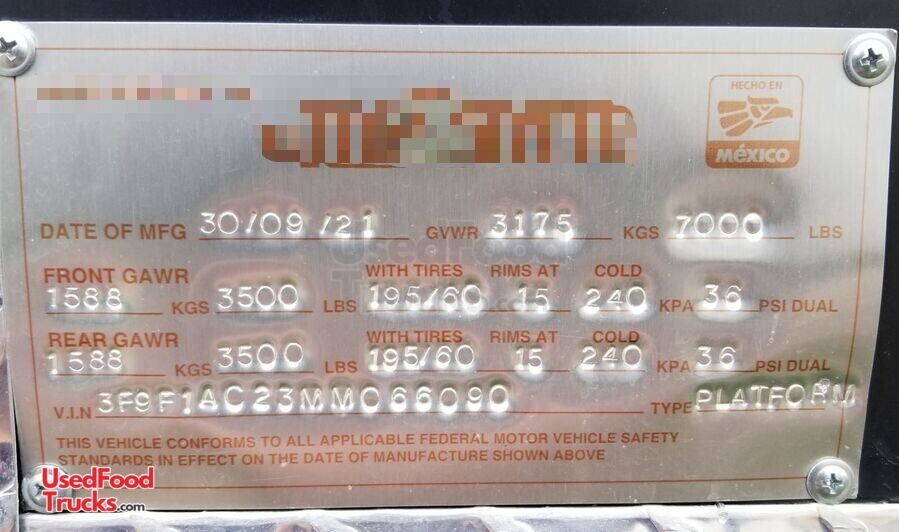 HECHO EN
MÉXICO
DATE OF MFG 30/09/21 GVWR 3175 KGS 7000 LBS
FRONT GAWR WITH TIRES RIMS AT COLD
1588 KGS 3500 LBS 195/60 15 240 KPA 36 PSI DUAL
REAR GAWR WITH TIRES RIMS AT COLD
1588 KGS 3500 LBS 195/60 15 240 KPA 36 PSI DUAL
V.I.N 3F9F1AC23MM066090 TYPE PLATFORM
THIS VEHICLE CONFORMS TO ALL APPLICABLE FEDERAL MOTOR VEHICLE SAFETY
STANDARDS IN EFFECT ON THE DATE OF MANUFACTURE SHOWN ABOVE
UsedFood
Trucks.com